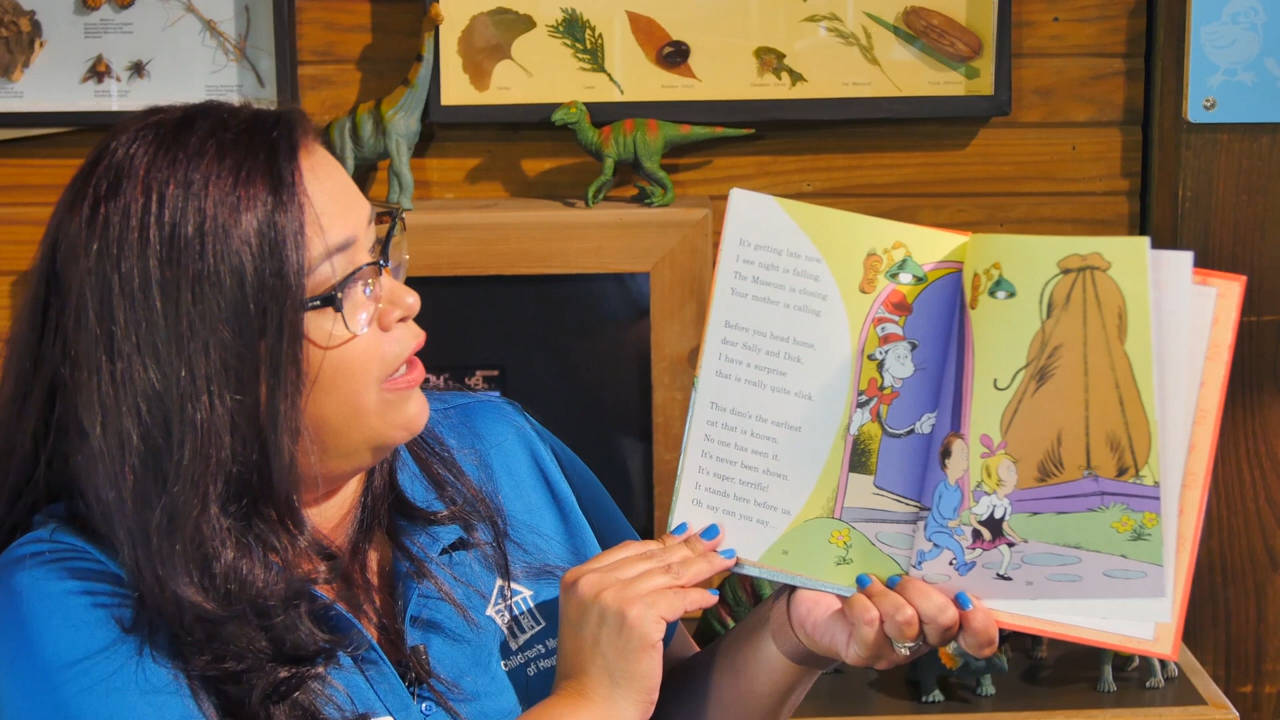 It's getting late now.
I see night is falling.
The Museum is closing.
Your mother is calling.
Before you head home,
dear Sally and Dick,
I have a surprise
that is really quite slick.
This dino's the earliest
cat that is known.
No one has seen it.
It's never been shown.
It's super, terrific!
It stands here before us.
Oh say can you say...
38
39
Children's
of